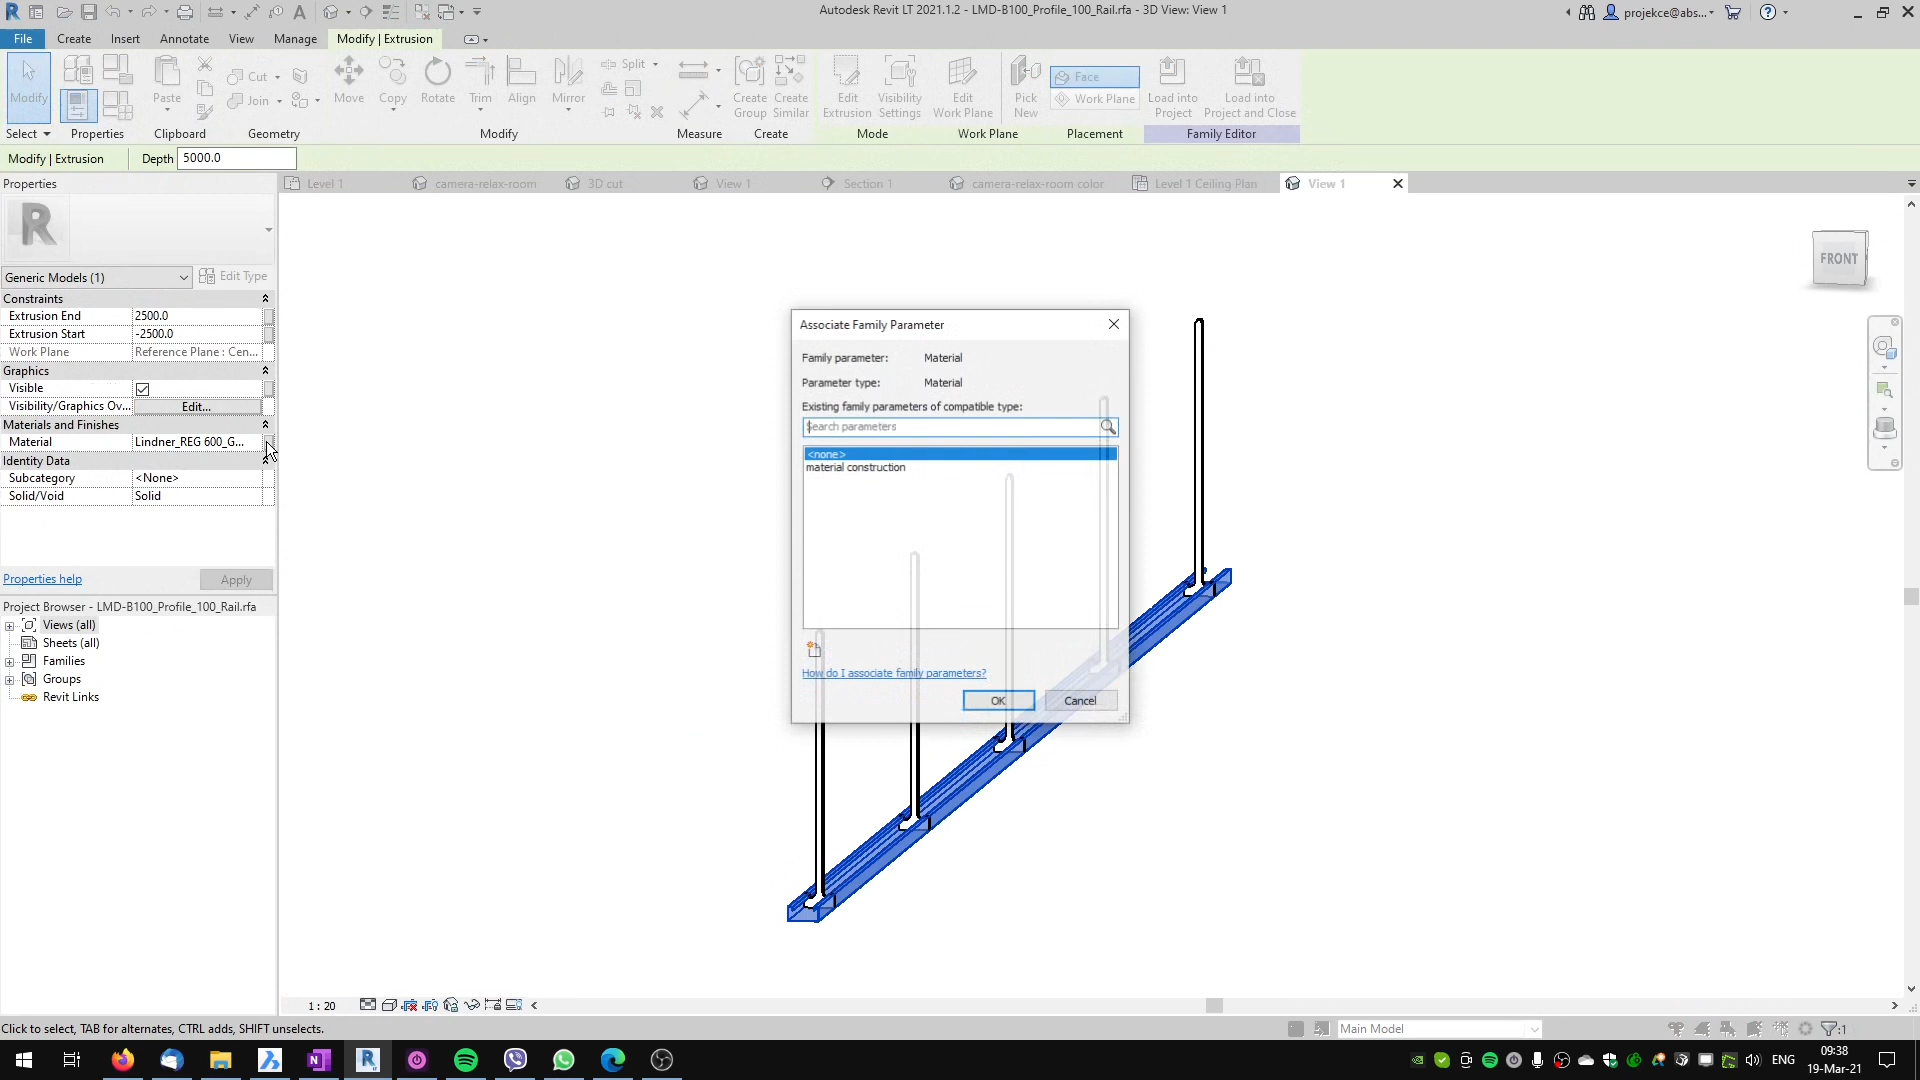 Autodesk Revit LT 2021.1.2 - LMD-B100_Profile_100_Rail.rfa - 3D View: View 1
projekce@abs...
File
Create
Insert
Annotate
View
Manage
Modify | Extrusion
Modify
Paste
Cut
Join
Move
Copy
Rotate
Trim
Align
Mirror
Split
Create Group
Create Similar
Edit Extrusion
Visibility Settings
Edit Work Plane
Pick New
Face
Work Plane
Load into Project
Load into Project and Close
Select
Properties
Clipboard
Geometry
Modify
Measure
Create
Mode
Work Plane
Placement
Family Editor
Modify | Extrusion
Depth
5000.0
Properties
Level 1
camera-relax-room
3D cut
View 1
Section 1
camera-relax-room color
Level 1 Ceiling Plan
View 1
Generic Models (1)
Edit Type
Constraints
Extrusion End 2500.0
Extrusion Start -2500.0
Work Plane Reference Plane : Cen...
Graphics
Visible
Visibility/Graphics Ov... Edit...
Materials and Finishes
Material Lindner_REG 600_G...
Identity Data
Subcategory <None>
Solid/Void Solid
Properties help
Apply
Project Browser - LMD-B100_Profile_100_Rail.rfa
Views (all)
Sheets (all)
Families
Groups
Revit Links
FRONT
Associate Family Parameter
Family parameter: Material
Parameter type: Material
Existing family parameters of compatible type:
Search parameters
<none>
material construction
How do I associate family parameters?
OK
Cancel
1 : 20
Click to select, TAB for alternates, CTRL adds, SHIFT unselects.
Main Model
:1
ENG
09:38
19-Mar-21